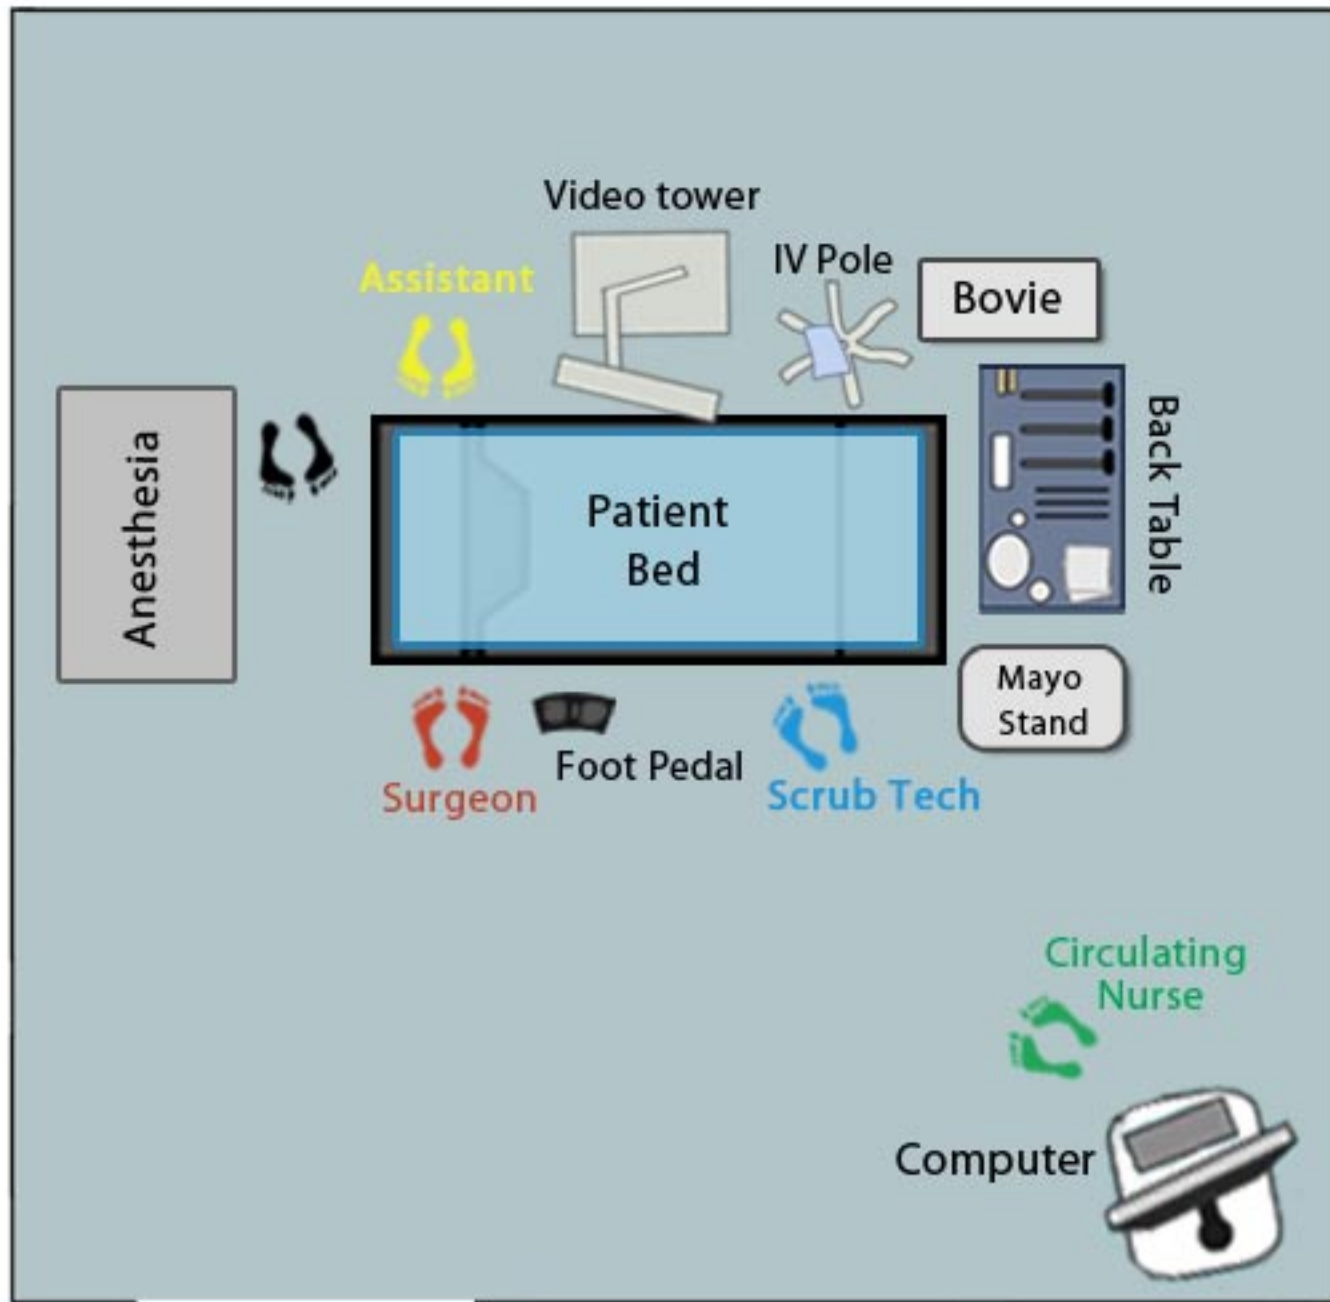 Video tower
Assistant
IV Pole
Bovie
Anesthesia
Patient
Bed
Back Table
Mayo
Stand
Foot Pedal
Surgeon
Scrub Tech
Circulating
Nurse
Computer